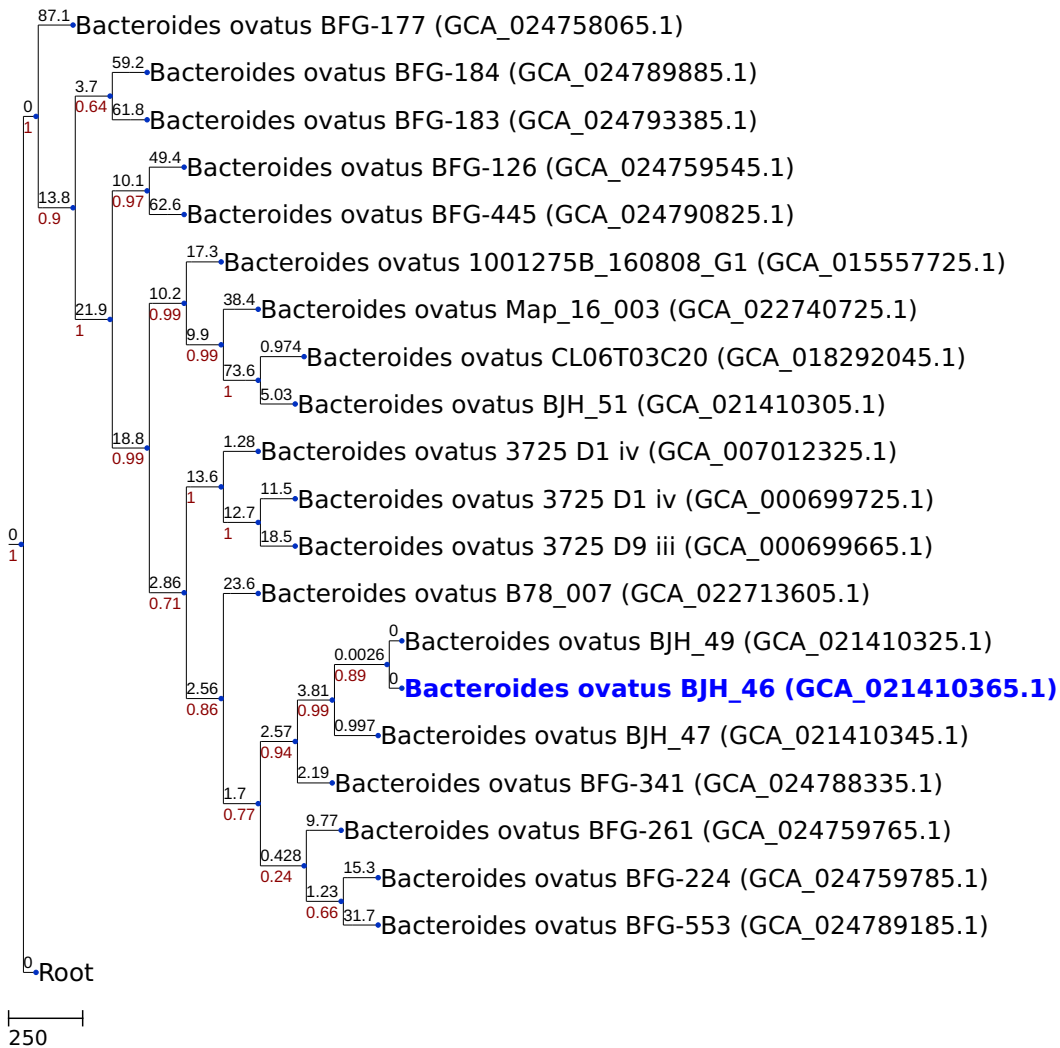 87.1
Bacteroides ovatus BFG-177 (GCA_024758065.1)
59.2
Bacteroides ovatus BFG-184 (GCA_024789885.1)
3.7
0.64
0
1
61.8
Bacteroides ovatus BFG-183 (GCA_024793385.1)
49.4
Bacteroides ovatus BFG-126 (GCA_024759545.1)
10.1
0.97
13.8
0.9
62.6
Bacteroides ovatus BFG-445 (GCA_024790825.1)
17.3
Bacteroides ovatus 1001275B_160808_G1 (GCA_015557725.1)
10.2
0.99
38.4
Bacteroides ovatus Map_16_003 (GCA_022740725.1)
21.9
1
9.9
0.99
0.974
Bacteroides ovatus CL06T03C20 (GCA_018292045.1)
73.6
1
5.03
Bacteroides ovatus BJH_51 (GCA_021410305.1)
18.8
0.99
1.28
Bacteroides ovatus 3725 D1 iv (GCA_007012325.1)
13.6
1
11.5
Bacteroides ovatus 3725 D1 iv (GCA_000699725.1)
12.7
1
0
1
18.5
Bacteroides ovatus 3725 D9 iii (GCA_000699665.1)
2.86
0.71
23.6
Bacteroides ovatus B78_007 (GCA_022713605.1)
0
Bacteroides ovatus BJH_49 (GCA_021410325.1)
0.0026
0.89
0
Bacteroides ovatus BJH_46 (GCA_021410365.1)
2.56
0.86
3.81
0.99
0.997
Bacteroides ovatus BJH_47 (GCA_021410345.1)
2.57
0.94
2.19
Bacteroides ovatus BFG-341 (GCA_024788335.1)
1.7
0.77
9.77
Bacteroides ovatus BFG-261 (GCA_024759765.1)
0.428
0.24
15.3
Bacteroides ovatus BFG-224 (GCA_024759785.1)
1.23
0.66
31.7
Bacteroides ovatus BFG-553 (GCA_024789185.1)
0
Root
250